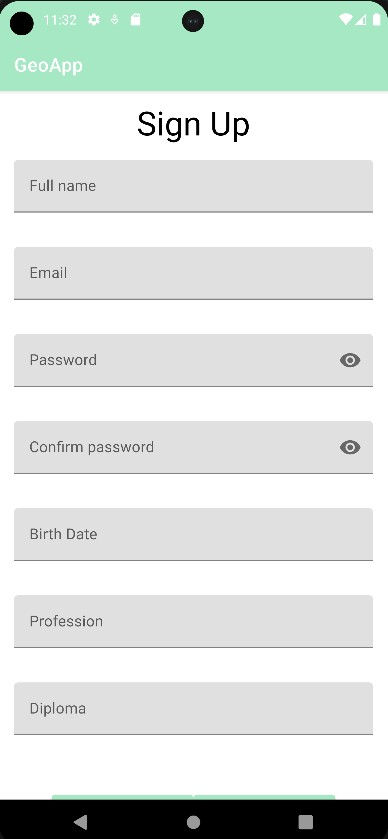 11:32
GeoApp
Sign Up
Full name
Email
Password
Confirm password
Birth Date
Profession
Diploma